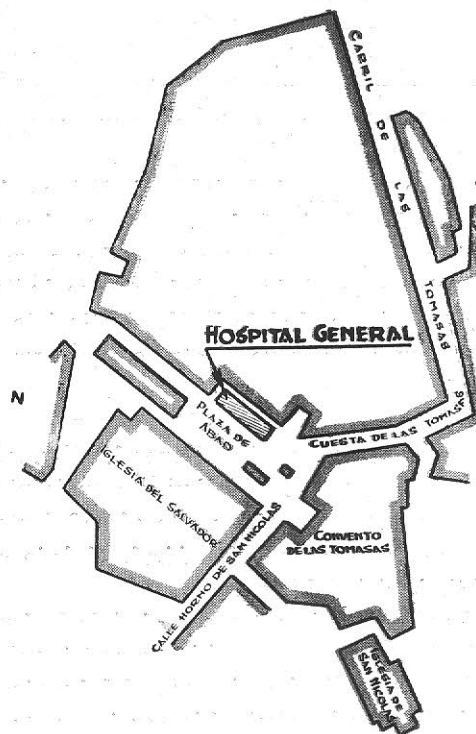 CARRIL DE LAS TOMASAS
HOSPITAL GENERAL
N
PLAZA DE
ABAD
CUESTA DE LAS TOMASAS
IGLESIA DEL SALVADOR
CONVENTO
DE LAS TOMASAS
CALLE HORNO DE SAN NICOLAS
IGLESIA DE
SAN NICOLAS